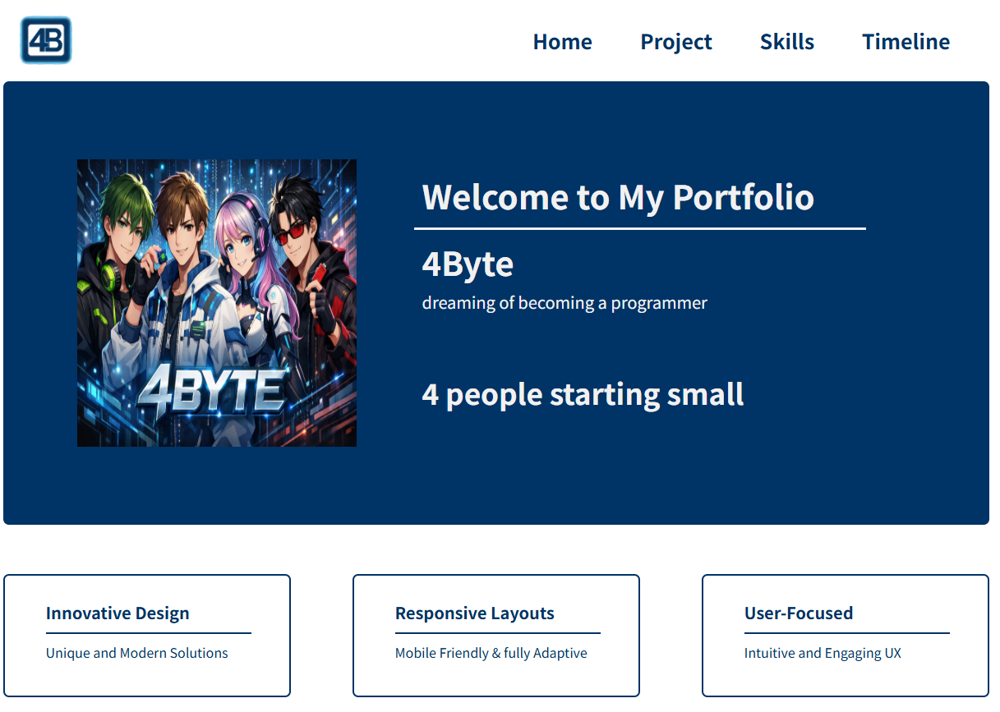 4B
Home Project Skills Timeline
Welcome to My Portfolio
4Byte
dreaming of becoming a programmer
4BYTE
4 people starting small
Innovative Design
Unique and Modern Solutions
Responsive Layouts
Mobile Friendly & fully Adaptive
User-Focused
Intuitive and Engaging UX